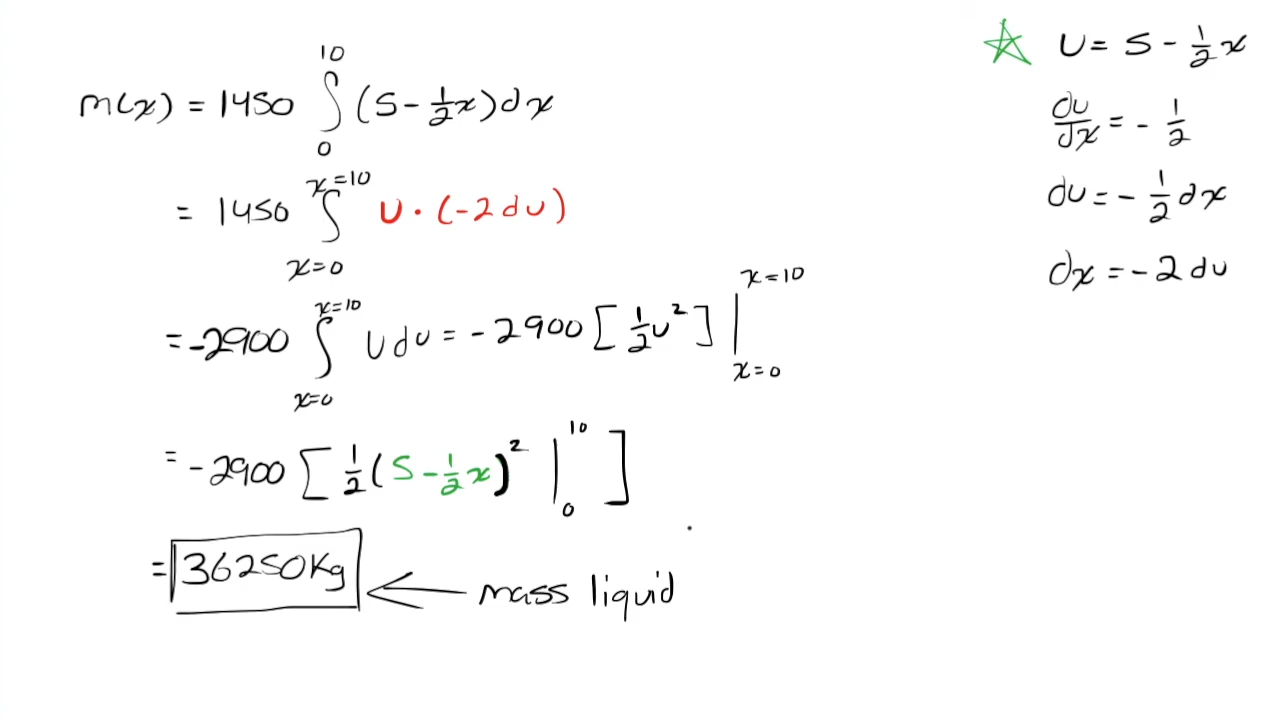 m(x) = 1450 ∫₀¹⁰ (5 - ½x)dx
= 1450 ∫_{x=0}^{x=10} U · (-2du)
= -2900 ∫_{x=0}^{x=10} U du = -2900 [½u²] |_{x=0}^{x=10}
= -2900 [½(5 - ½x)² |₀¹⁰]
= 36250Kg ← mass liquid
U = 5 - ½x
du/dx = - ½
du = - ½dx
dx = -2du